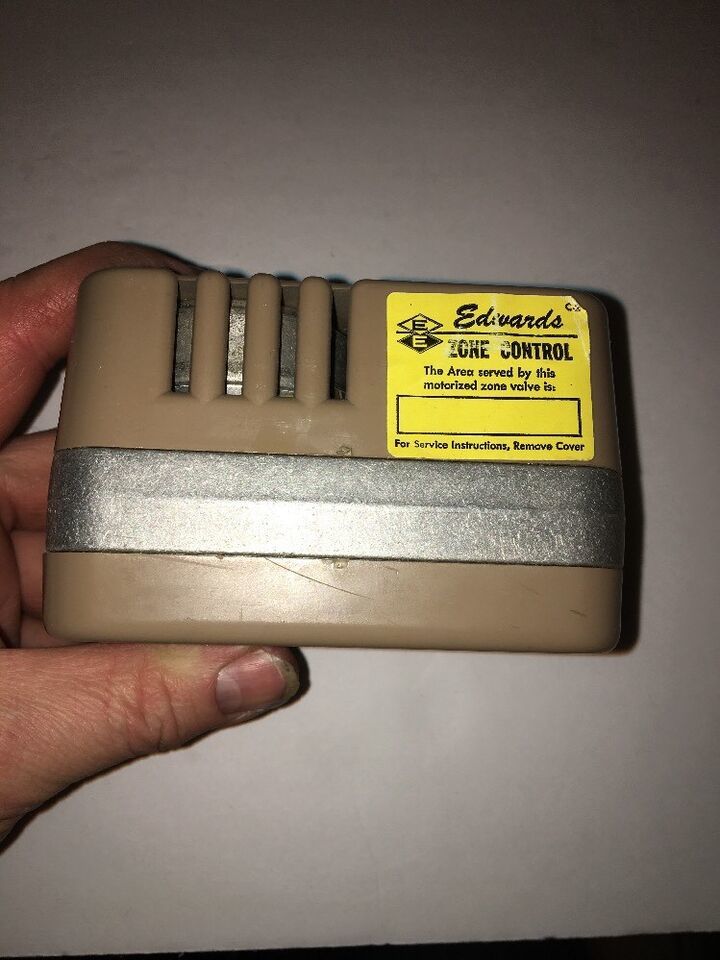 Edwards
E
E
ZONE CONTROL
The Area served by this
motorized zone valve is:
For Service Instructions, Remove Cover